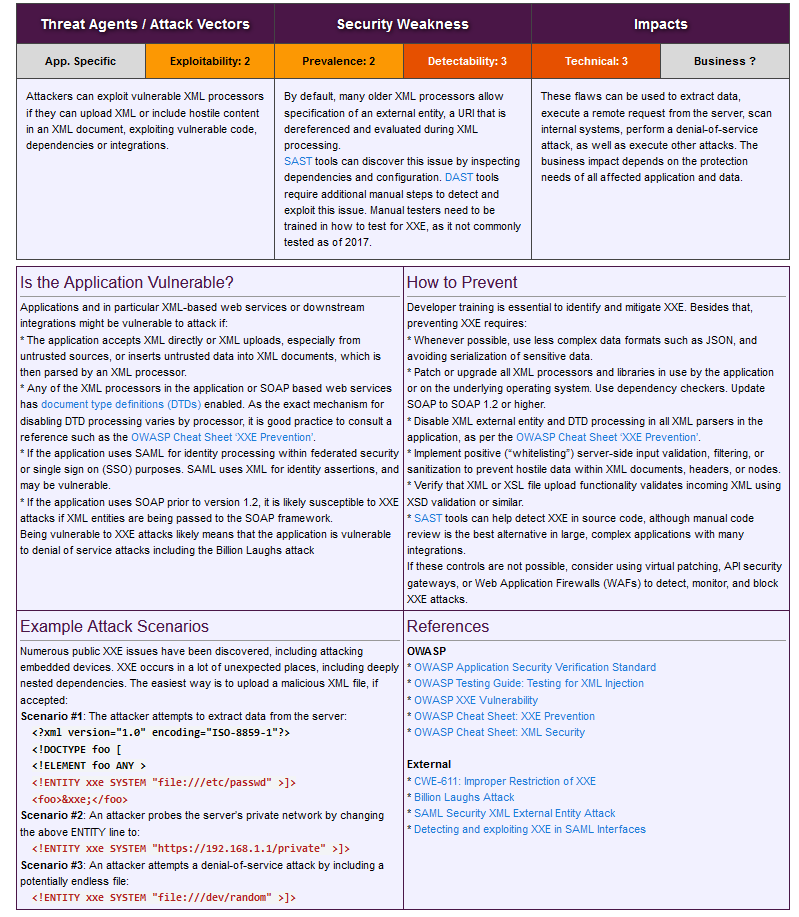 Threat Agents / Attack Vectors
Security Weakness
Impacts
App. Specific
Exploitability: 2
Prevalence: 2
Detectability: 3
Technical: 3
Business ?
Attackers can exploit vulnerable XML processors
if they can upload XML or include hostile content
in an XML document, exploiting vulnerable code,
dependencies or integrations.
By default, many older XML processors allow
specification of an external entity, a URI that is
dereferenced and evaluated during XML
processing.
SAST tools can discover this issue by inspecting
dependencies and configuration. DAST tools
require additional manual steps to detect and
exploit this issue. Manual testers need to be
trained in how to test for XXE, as it not commonly
tested as of 2017.
These flaws can be used to extract data,
execute a remote request from the server, scan
internal systems, perform a denial-of-service
attack, as well as execute other attacks. The
business impact depends on the protection
needs of all affected application and data.
Is the Application Vulnerable?
Applications and in particular XML-based web services or downstream
integrations might be vulnerable to attack if:
* The application accepts XML directly or XML uploads, especially from
untrusted sources, or inserts untrusted data into XML documents, which is
then parsed by an XML processor.
* Any of the XML processors in the application or SOAP based web services
has document type definitions (DTDs) enabled. As the exact mechanism for
disabling DTD processing varies by processor, it is good practice to consult a
reference such as the OWASP Cheat Sheet 'XXE Prevention'.
* If the application uses SAML for identity processing within federated security
or single sign on (SSO) purposes. SAML uses XML for identity assertions, and
may be vulnerable.
* If the application uses SOAP prior to version 1.2, it is likely susceptible to XXE
attacks if XML entities are being passed to the SOAP framework.
Being vulnerable to XXE attacks likely means that the application is vulnerable
to denial of service attacks including the Billion Laughs attack
How to Prevent
Developer training is essential to identify and mitigate XXE. Besides that,
preventing XXE requires:
* Whenever possible, use less complex data formats such as JSON, and
avoiding serialization of sensitive data.
* Patch or upgrade all XML processors and libraries in use by the application
or on the underlying operating system. Use dependency checkers. Update
SOAP to SOAP 1.2 or higher.
* Disable XML external entity and DTD processing in all XML parsers in the
application, as per the OWASP Cheat Sheet 'XXE Prevention'.
* Implement positive ("whitelisting") server-side input validation, filtering, or
sanitization to prevent hostile data within XML documents, headers, or nodes.
* Verify that XML or XSL file upload functionality validates incoming XML using
XSD validation or similar.
* SAST tools can help detect XXE in source code, although manual code
review is the best alternative in large, complex applications with many
integrations.
If these controls are not possible, consider using virtual patching, API security
gateways, or Web Application Firewalls (WAFs) to detect, monitor, and block
XXE attacks.
Example Attack Scenarios
Numerous public XXE issues have been discovered, including attacking
embedded devices. XXE occurs in a lot of unexpected places, including deeply
nested dependencies. The easiest way is to upload a malicious XML file, if
accepted:
Scenario #1: The attacker attempts to extract data from the server:
<?xml version="1.0" encoding="ISO-8859-1"?>
<!DOCTYPE foo [
<!ELEMENT foo ANY >
<!ENTITY xxe SYSTEM "file:///etc/passwd" >]>
<foo>&xxe;</foo>
Scenario #2: An attacker probes the server's private network by changing
the above ENTITY line to:
<!ENTITY xxe SYSTEM "https://192.168.1.1/private" >]>
Scenario #3: An attacker attempts a denial-of-service attack by including a
potentially endless file:
<!ENTITY xxe SYSTEM "file:///dev/random" >]>
References
OWASP
* OWASP Application Security Verification Standard
* OWASP Testing Guide: Testing for XML Injection
* OWASP XXE Vulnerability
* OWASP Cheat Sheet: XXE Prevention
* OWASP Cheat Sheet: XML Security
External
* CWE-611: Improper Restriction of XXE
* Billion Laughs Attack
* SAML Security XML External Entity Attack
* Detecting and exploiting XXE in SAML Interfaces